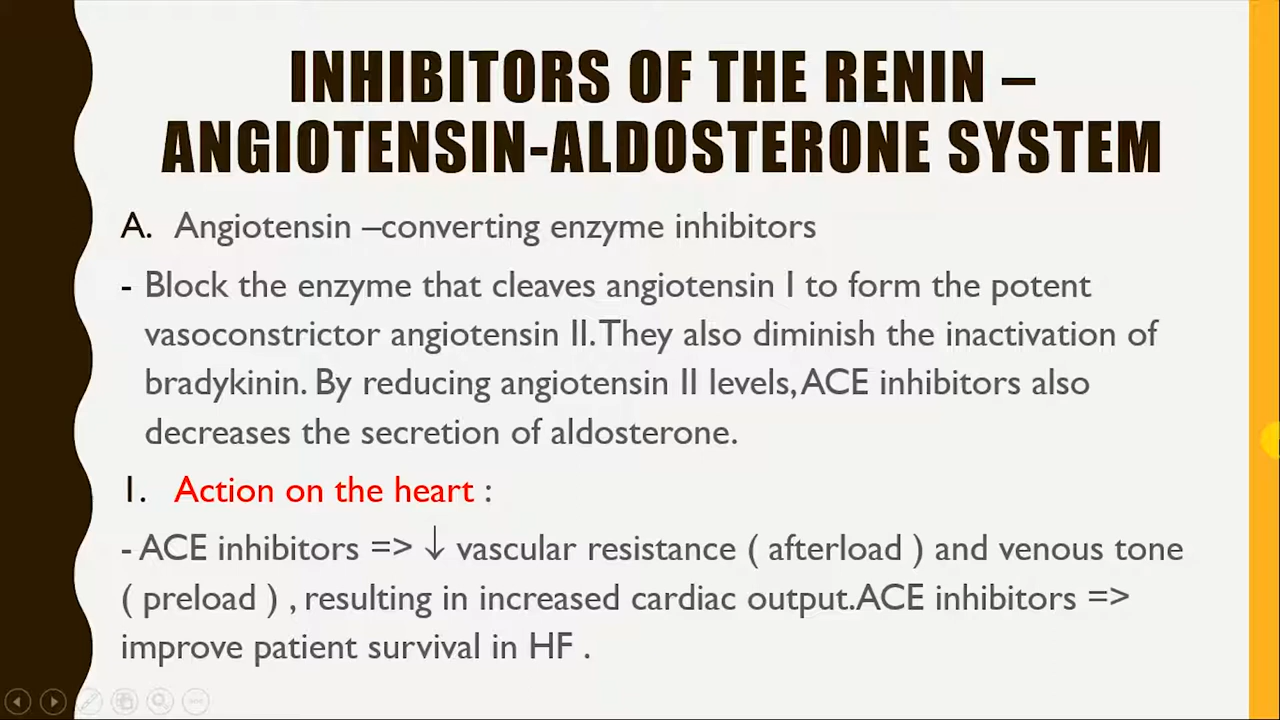 INHIBITORS OF THE RENIN –
ANGIOTENSIN-ALDOSTERONE SYSTEM
A. Angiotensin –converting enzyme inhibitors
- Block the enzyme that cleaves angiotensin I to form the potent
vasoconstrictor angiotensin II. They also diminish the inactivation of
bradykinin. By reducing angiotensin II levels, ACE inhibitors also
decreases the secretion of aldosterone.
1. Action on the heart :
- ACE inhibitors => ↓ vascular resistance ( afterload ) and venous tone
( preload ) , resulting in increased cardiac output. ACE inhibitors =>
improve patient survival in HF .